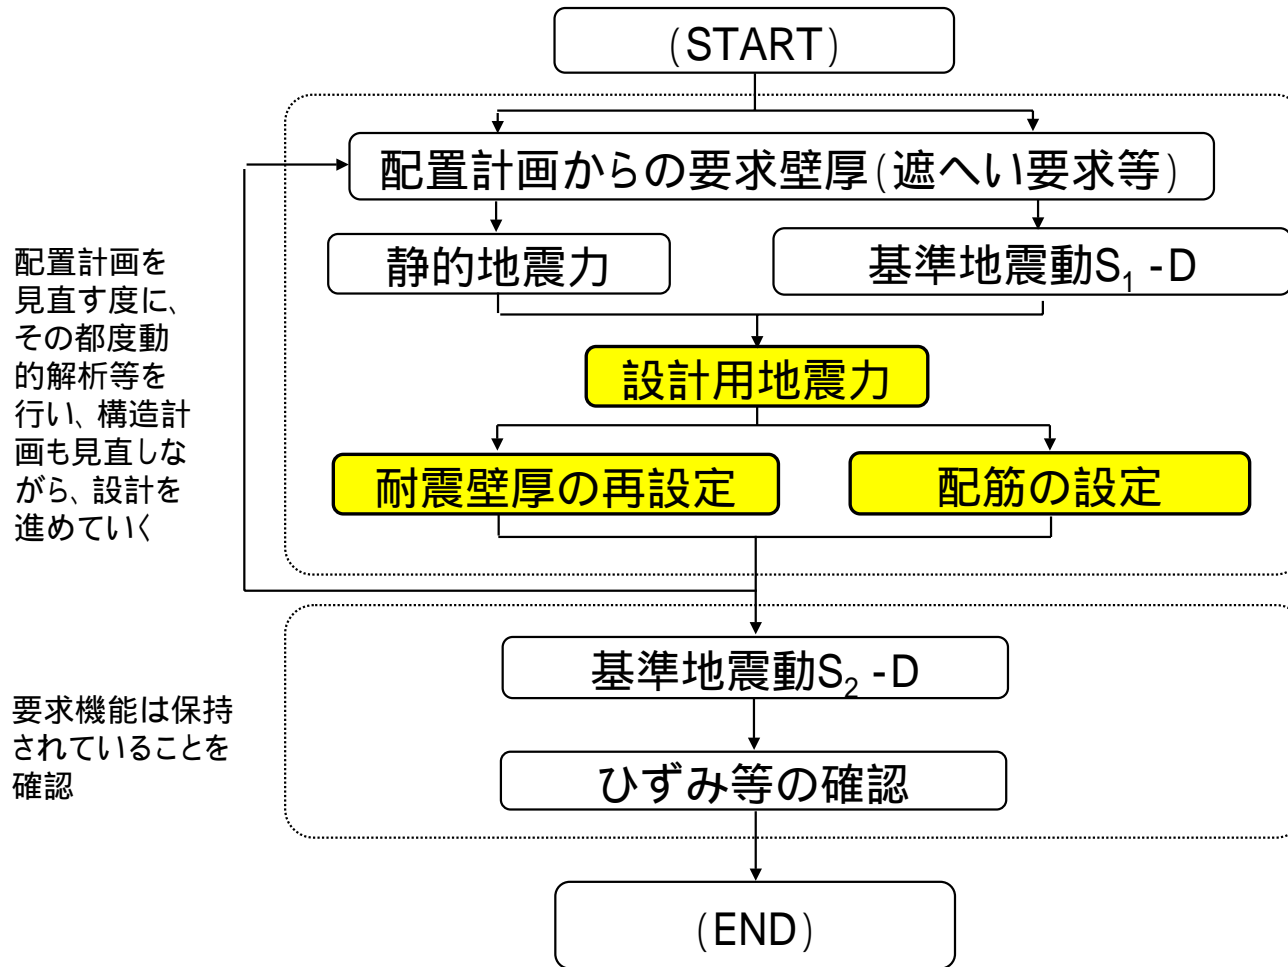 (START)
配置計画からの要求壁厚(遮へい要求等)
静的地震力
基準地震動S₁-D
設計用地震力
耐震壁厚の再設定
配筋の設定
配置計画を
見直す度に、
その都度動
的解析等を
行い、構造計
画も見直しな
がら、設計を
進めていく
基準地震動S₂-D
ひずみ等の確認
要求機能は保持
されていることを
確認
(END)